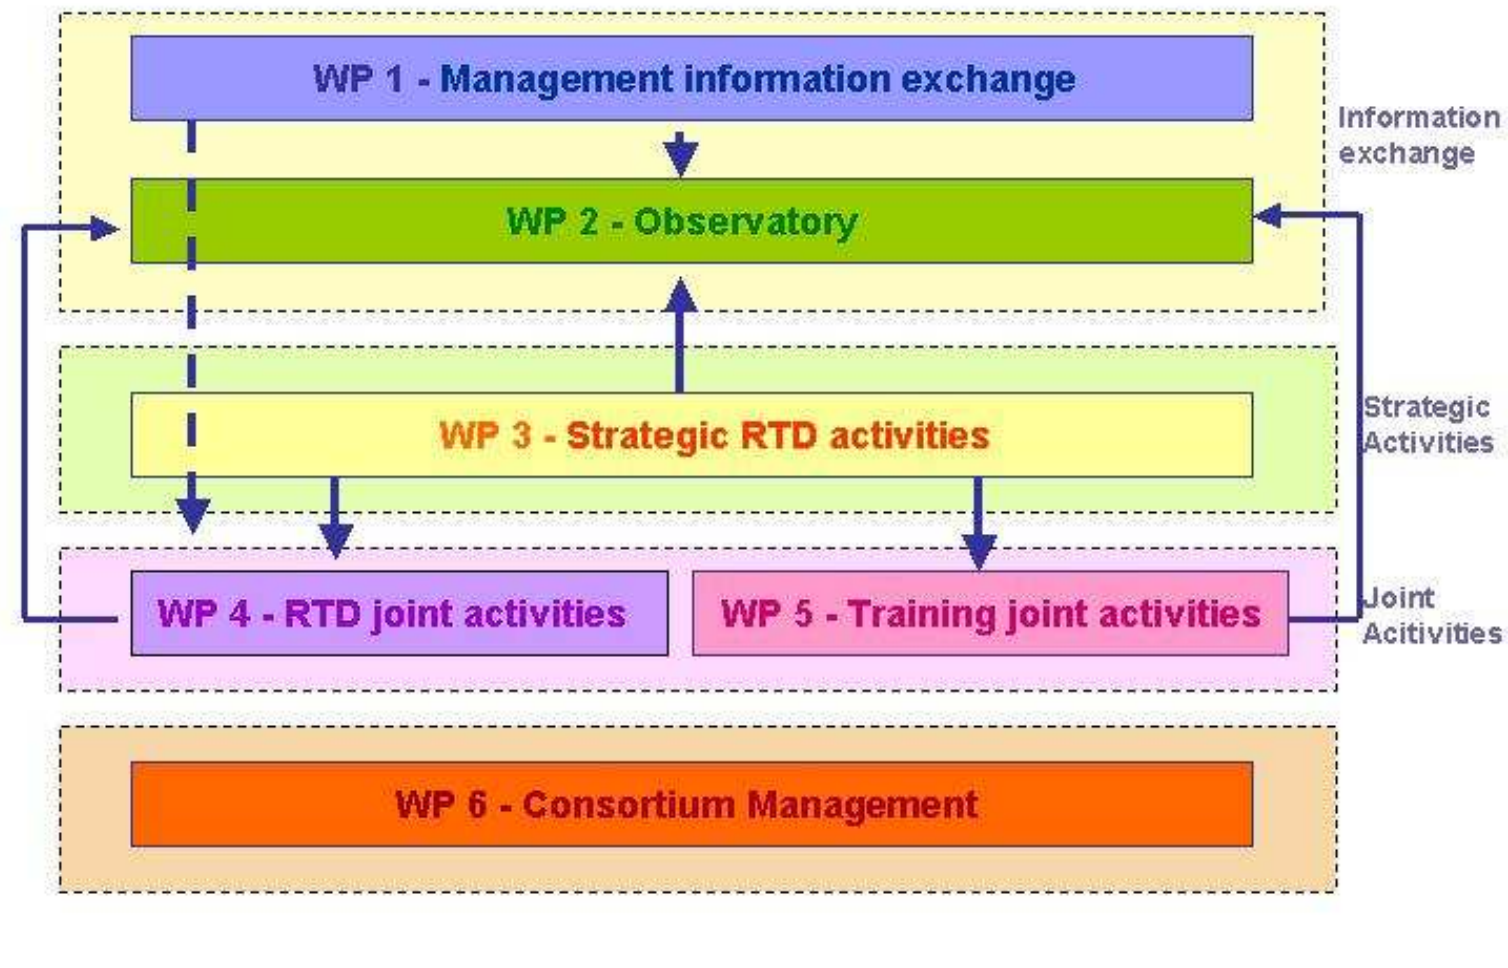 WP 1 - Management information exchange
Information
exchange
WP 2 - Observatory
WP 3 - Strategic RTD activities
Strategic
Activities
WP 4 - RTD joint activities
WP 5 - Training joint activities
Joint
Acitivities
WP 6 - Consortium Management